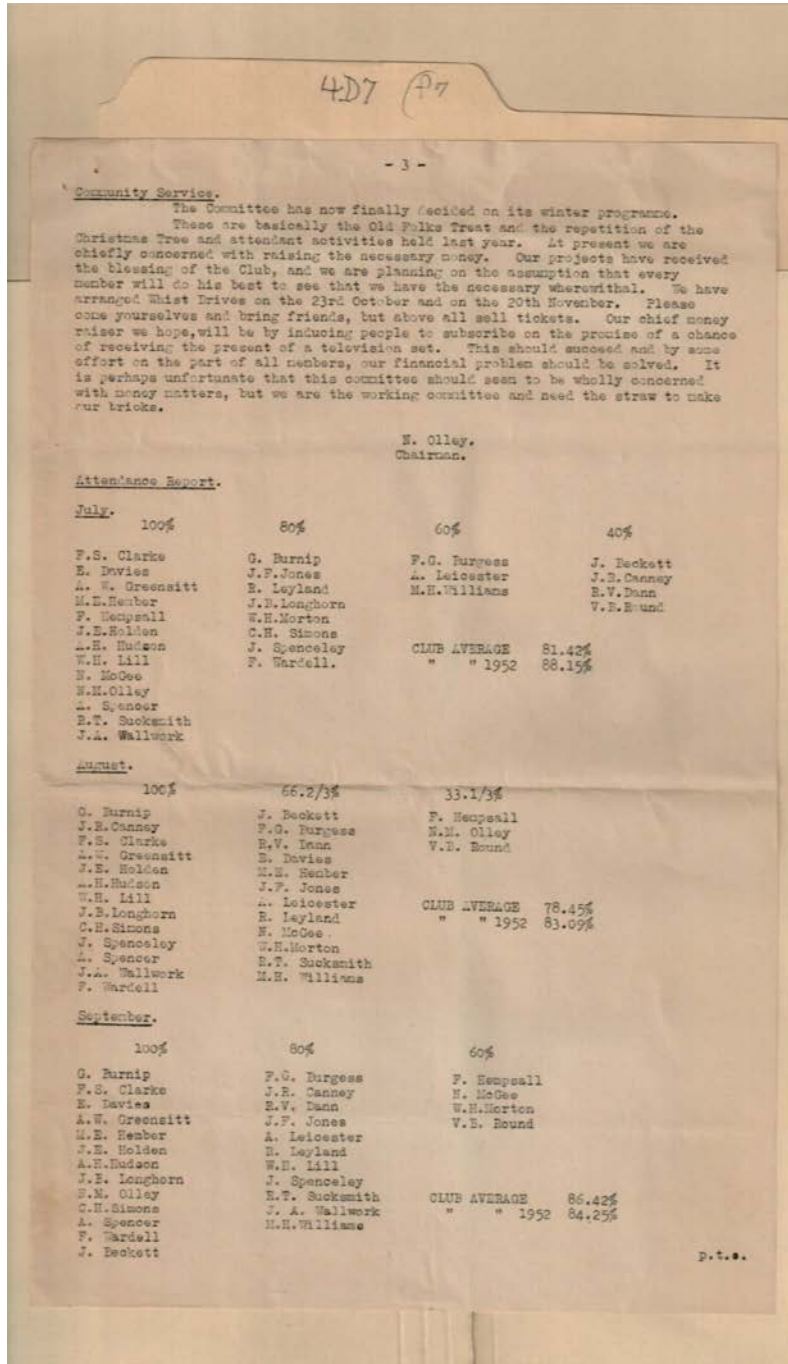 4D7 P7
- 3 -
Community Service.
The Committee has now finally decided on its winter programme.
These are basically the Old Folks Treat and the repetition of the
Christmas Tree and attendant activities held last year. At present we are
chiefly concerned with raising the necessary money. Our projects have received
the blessing of the Club, and we are planning on the assumption that every
member will do his best to see that we have the necessary wherewithal. We have
arranged Whist Drives on the 23rd October and on the 20th November. Please
come yourselves and bring friends, but above all sell tickets. Our chief money
raiser we hope,will be by inducing people to subscribe on the promise of a chance
of receiving the present of a television set. This should succeed and by some
effort on the part of all members, our financial problem should be solved. It
is perhaps unfortunate that this committee should seem to be wholly concerned
with money matters, but we are the working committee and need the straw to make
our bricks.
N. Olley.
Chairman.
Attendance Report.
July.
100% 80% 60% 40%
F.S. Clarke G. Burnip F.G. Burgess J. Beckett
E. Davies J.F.Jones A. Leicester J.R.Canney
A. W. Greensitt R. Leyland M.H.Williams R.V.Dann
M.E.Hember J.B.Longhorn V.B.Round
F. Hempsall W.H.Morton
J.E.Holden C.H. Simons
A.H. Hudson J. Spenceley CLUB AVERAGE 81.42%
W.H. Lill F. Wardell. " " 1952 88.15%
N. McGee
N.M.Olley
A. Spencer
R.T. Sucksmith
J.A. Wallwork
August.
100% 66.2/3% 33.1/3%
G. Burnip J. Beckett F. Hempsall
J.R.Canney F.G. Burgess N.M. Olley
F.S. Clarke R.V. Dann V.B. Round
A.W. Greensitt E. Davies
J.E. Holden M.E. Hember
A.H.Hudson J.F. Jones
W.H. Lill A. Leicester CLUB AVERAGE 78.45%
J.B.Longhorn R. Leyland " " 1952 83.09%
C.H.Simons N. McGee
J. Spenceley W.H.Morton
A. Spencer R.T. Sucksmith
J.A. Wallwork M.H. Williams
F. Wardell
September.
100% 80% 60%
G. Burnip F.G. Burgess F. Hempsall
F.S. Clarke J.R. Canney N. McGee
E. Davies R.V. Dann W.H.Morton
A.W. Greensitt J.F. Jones V.B. Round
M.E. Hember A. Leicester
J.E. Holden R. Leyland
A.H.Hudson W.H. Lill
J.B. Longhorn J. Spenceley
N.M. Olley R.T. Sucksmith CLUB AVERAGE 86.42%
C.H.Simons J. A. Wallwork " " 1952 84.25%
A. Spencer M.H.Williams
F. Wardell
J. Beckett
p.t.o.